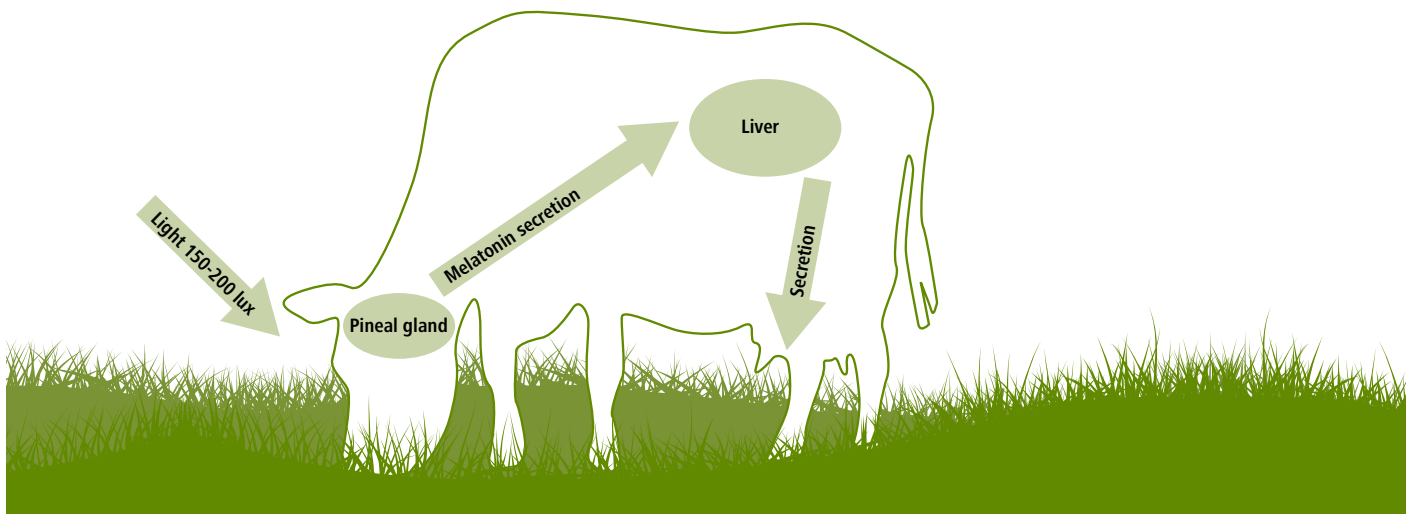 Liver
Melatonin secretion
Light 150-200 lux
Secretion
Pineal gland